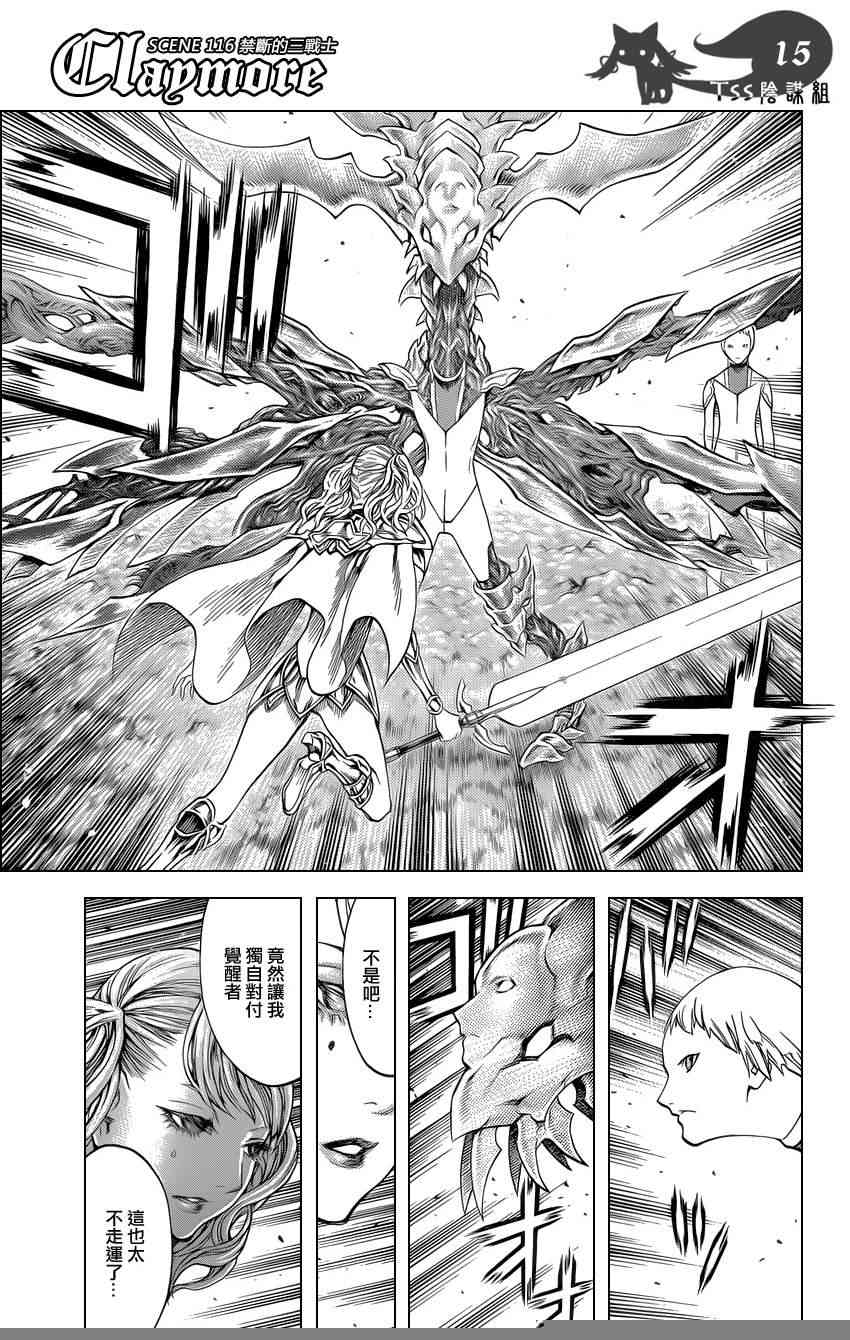 SCENE 116 禁斷的三戰士
Claymore
15
Tss陰謀組
不是吧…
竟然讓我
獨自對付
覺醒者
這也太
不走運了…